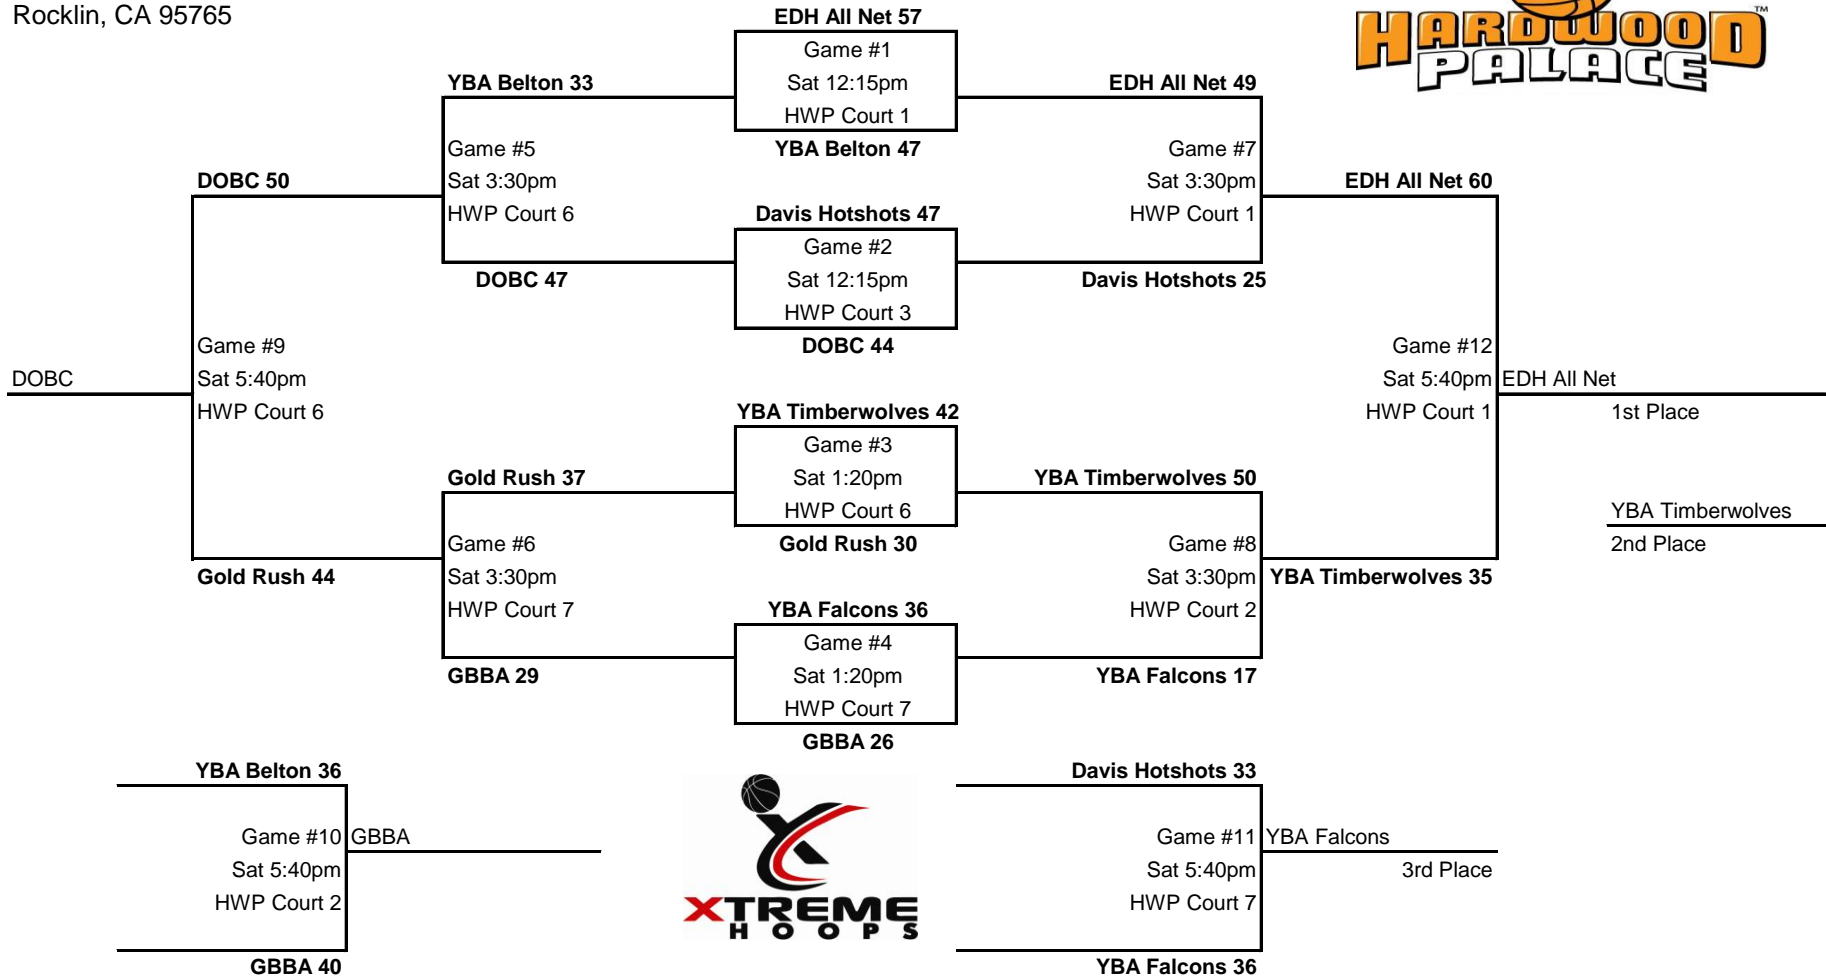 Rocklin, CA 95765
HARDWOOD
PALACE
TM
EDH All Net 57
Game #1
Sat 12:15pm
HWP Court 1
YBA Belton 47
Davis Hotshots 47
Game #2
Sat 12:15pm
HWP Court 3
DOBC 44
YBA Timberwolves 42
Game #3
Sat 1:20pm
HWP Court 6
Gold Rush 30
YBA Falcons 36
Game #4
Sat 1:20pm
HWP Court 7
GBBA 26
YBA Belton 33
Game #5
Sat 3:30pm
HWP Court 6
DOBC 47
Gold Rush 37
Game #6
Sat 3:30pm
HWP Court 7
GBBA 29
EDH All Net 49
Game #7
Sat 3:30pm
HWP Court 1
Davis Hotshots 25
YBA Timberwolves 50
Game #8
Sat 3:30pm
HWP Court 2
YBA Falcons 17
DOBC 50
Game #9
Sat 5:40pm
HWP Court 6
Gold Rush 44
DOBC
EDH All Net 60
Game #12
Sat 5:40pm
HWP Court 1
YBA Timberwolves 35
EDH All Net
1st Place
YBA Timberwolves
2nd Place
YBA Belton 36
Game #10
Sat 5:40pm
HWP Court 2
GBBA 40
GBBA
XTREME
HOOPS
Davis Hotshots 33
Game #11
Sat 5:40pm
HWP Court 7
YBA Falcons 36
YBA Falcons
3rd Place